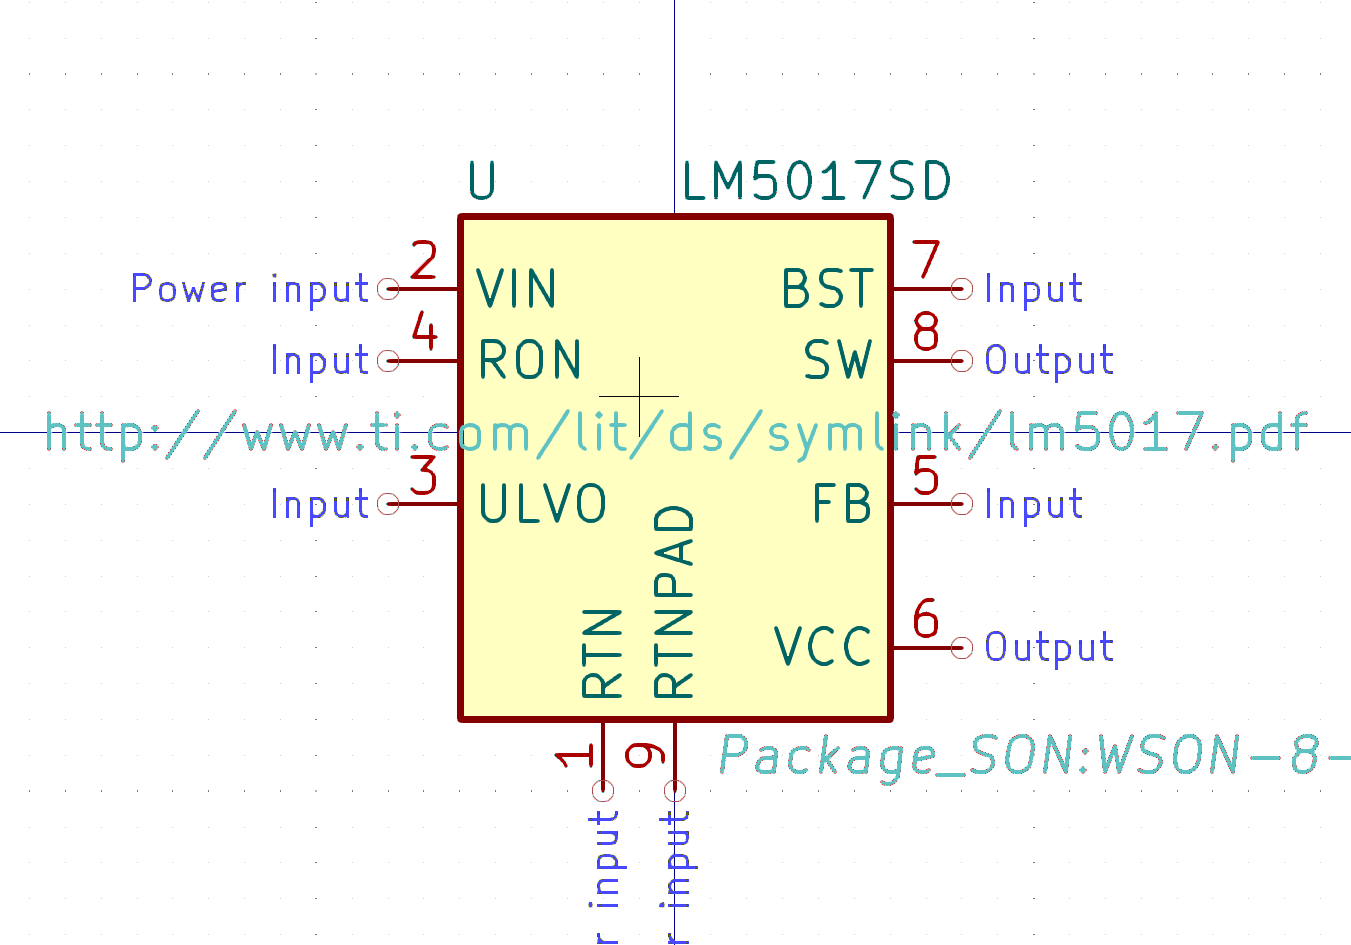 U LM5017SD
Power input 2 VIN BST 7 Input
Input 4 RON SW 8 Output
http://www.ti.com/lit/ds/symlink/lm5017.pdf
Input 3 ULVO FB 5 Input
VCC 6 Output
RTN
RTNPAD
1
9
Package_SON:WSON-8-
r input
r input